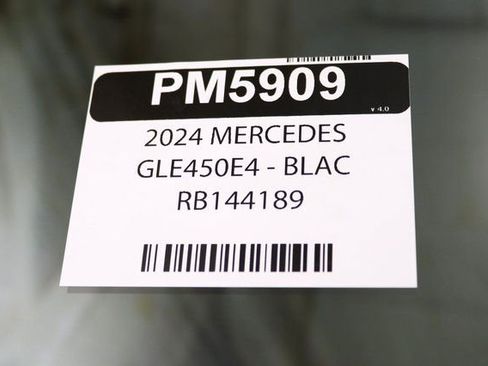 PM5909
v 4.0
2024 MERCEDES
GLE450E4 - BLAC
RB144189